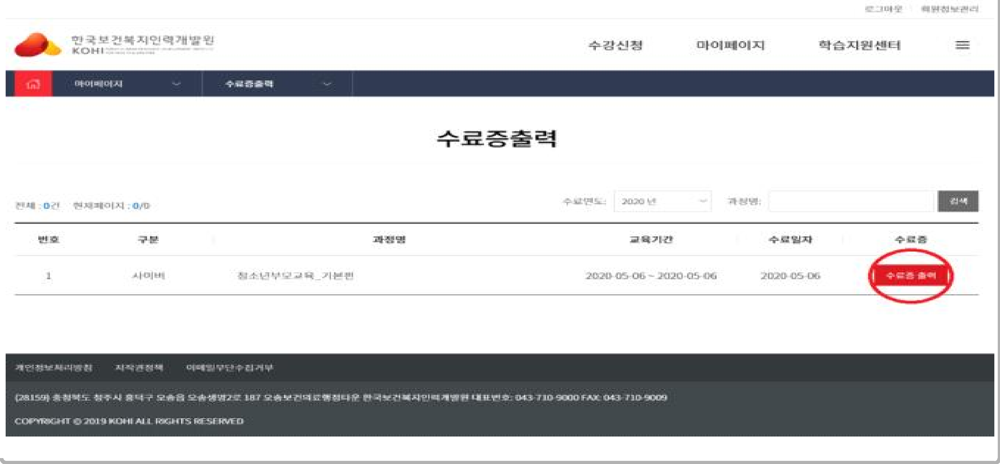 로그아웃 회원정보관리
한국보건복지인력개발원
KOHI
수강신청 마이페이지 학습지원센터
마이페이지 수료증출력
수료증출력
전체 : 0건 현재페이지 : 0/0 수료연도: 2020 년 과정명: 검색
번호 구분 과정명 교육기간 수료일자 수료증
1 사이버 청소년부모교육_기본편 2020-05-06 ~ 2020-05-06 2020-05-06 수료증 출력
개인정보처리방침 저작권정책 이메일무단수집거부
(28159) 충청북도 청주시 흥덕구 오송읍 오송생명2로 187 오송보건의료행정타운 한국보건복지인력개발원 대표번호: 043-710-9000 FAX: 043-710-9009
COPYRIGHT © 2019 KOHI ALL RIGHTS RESERVED